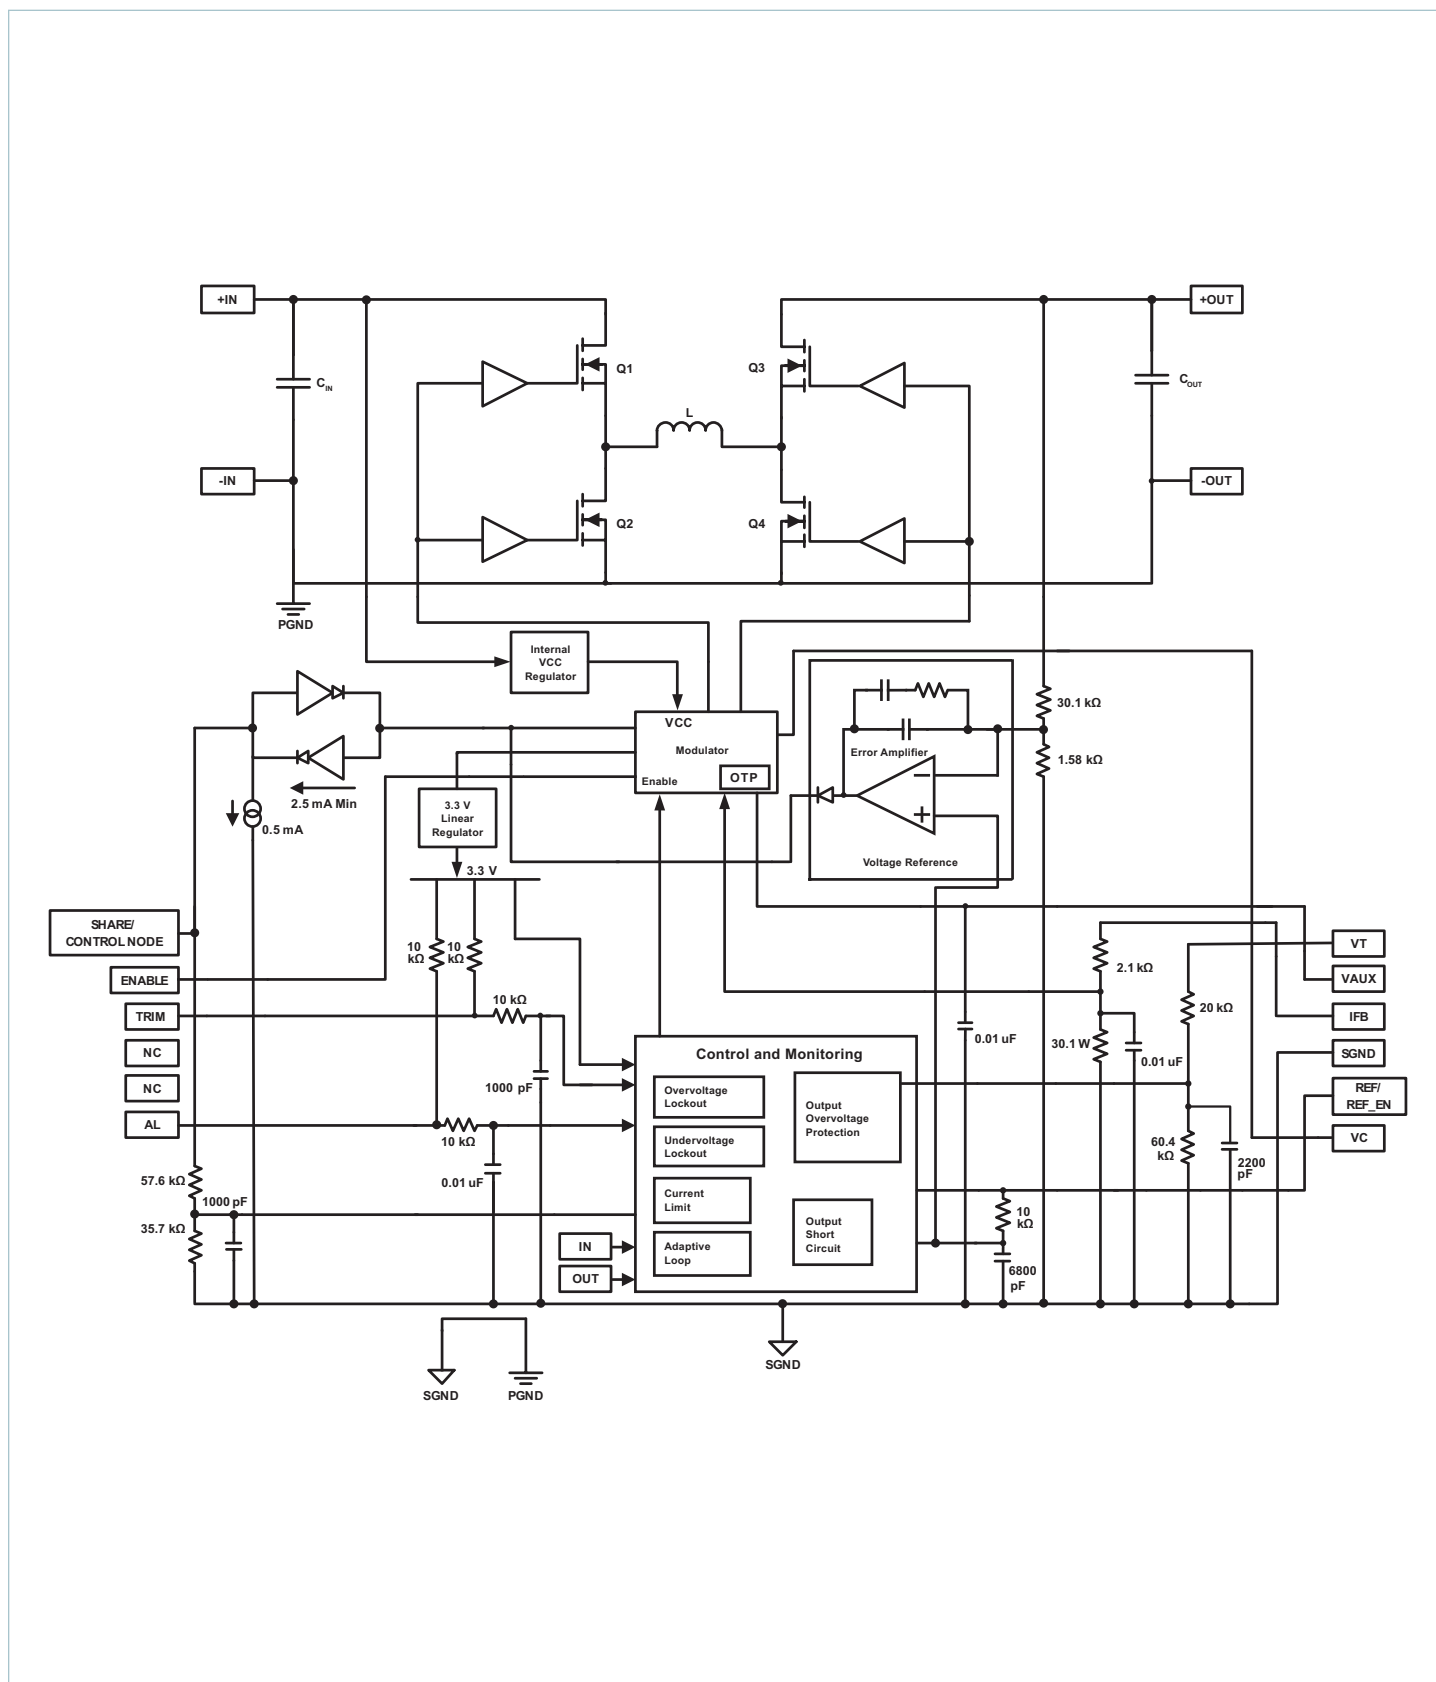 +IN
+OUT
Q1
Q3
C_IN
C_OUT
L
-IN
-OUT
Q2
Q4
PGND
Internal
VCC
Regulator
VCC
Modulator
Enable
OTP
Error Amplifier
Voltage Reference
30.1 kΩ
1.58 kΩ
2.5 mA Min
0.5 mA
3.3 V
Linear
Regulator
3.3 V
SHARE/
CONTROL NODE
ENABLE
TRIM
NC
NC
AL
10
kΩ
10
kΩ
10 kΩ
1000 pF
10 kΩ
0.01 uF
57.6 kΩ
1000 pF
35.7 kΩ
Control and Monitoring
Overvoltage
Lockout
Undervoltage
Lockout
Current
Limit
Adaptive
Loop
Output
Overvoltage
Protection
Output
Short
Circuit
IN
OUT
0.01 uF
2.1 kΩ
30.1 W
0.01 uF
20 kΩ
60.4
kΩ
2200
pF
10
kΩ
6800
pF
VT
VAUX
IFB
SGND
REF/
REF_EN
VC
SGND
SGND
PGND